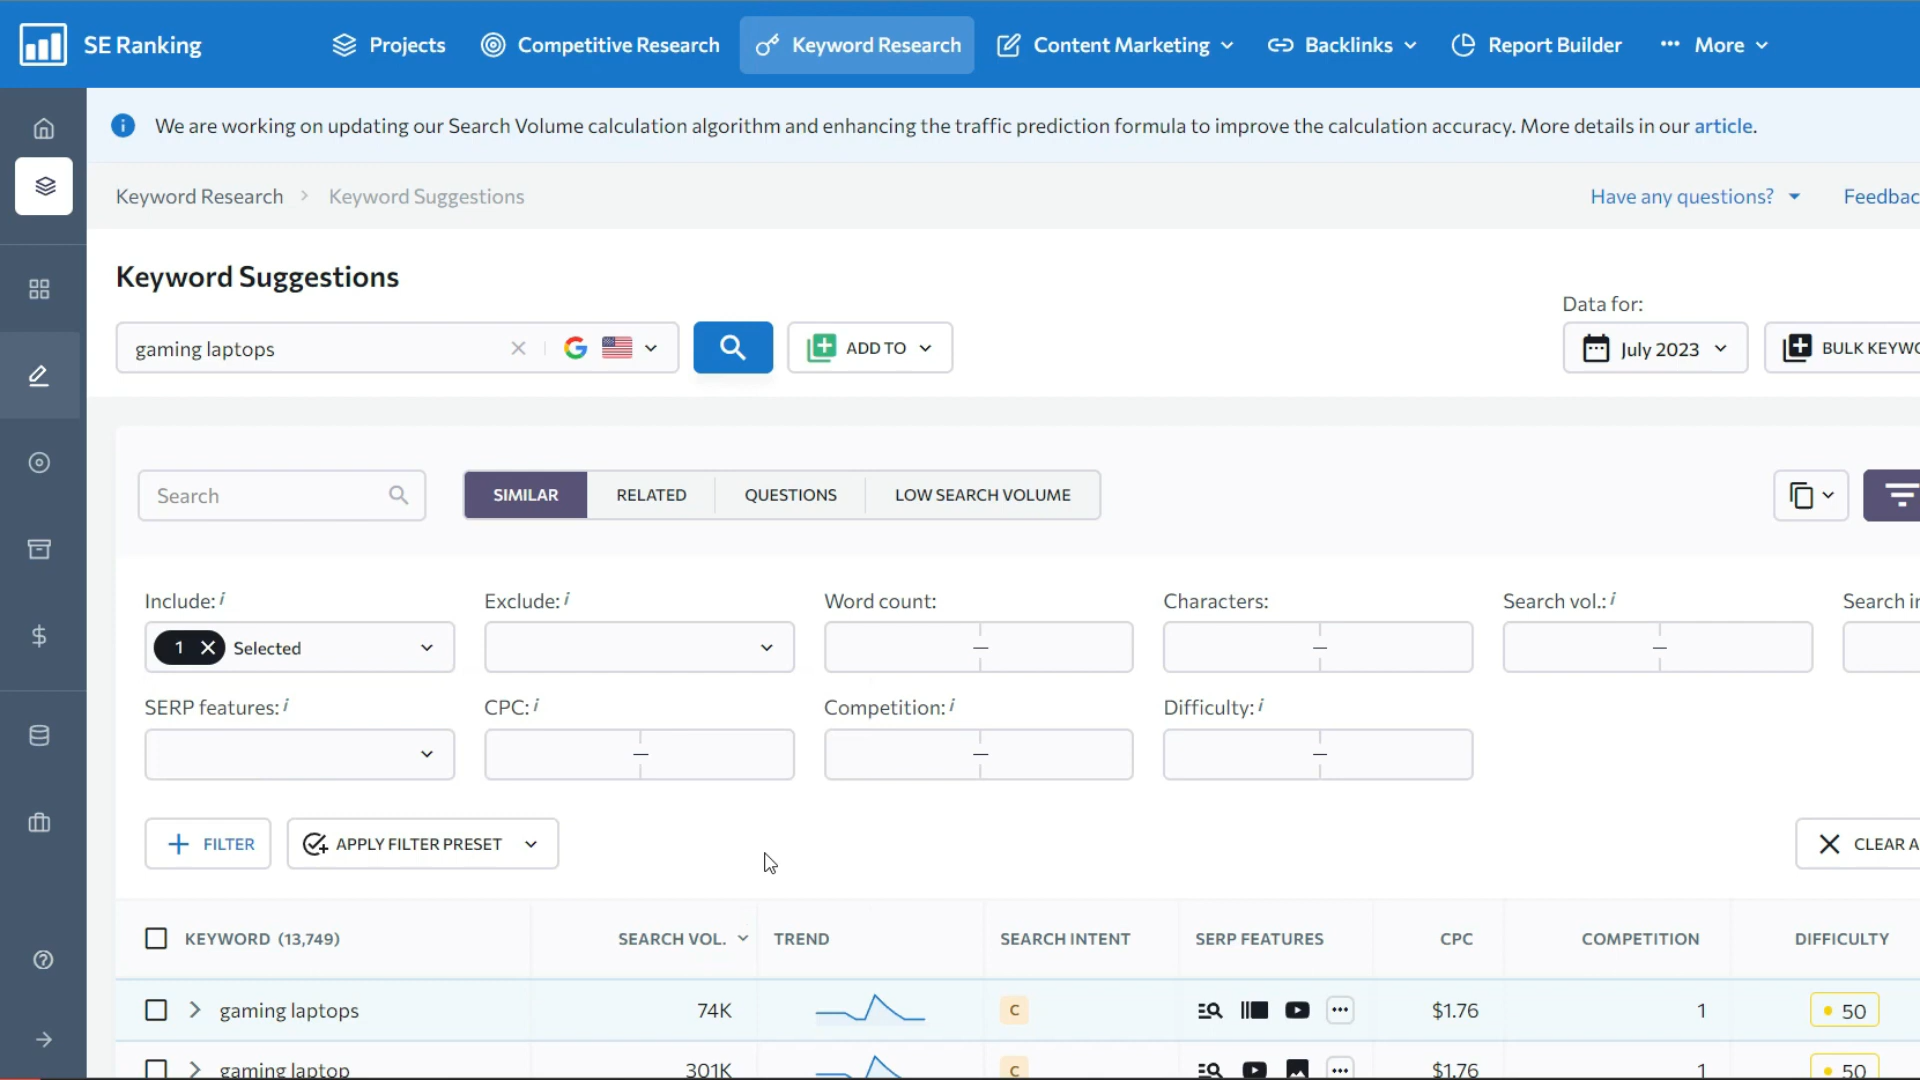 SE Ranking
Projects
Competitive Research
Keyword Research
Content Marketing
Backlinks
Report Builder
More
We are working on updating our Search Volume calculation algorithm and enhancing the traffic prediction formula to improve the calculation accuracy. More details in our article.
Keyword Research > Keyword Suggestions
Have any questions?
Feedbac
Keyword Suggestions
Data for:
gaming laptops
ADD TO
July 2023
BULK KEYWO
Search
SIMILAR
RELATED
QUESTIONS
LOW SEARCH VOLUME
Include: i
Exclude: i
Word count:
Characters:
Search vol.: i
Search in
1 Selected
—
—
—
SERP features: i
CPC: i
Competition: i
Difficulty: i
—
—
—
FILTER
APPLY FILTER PRESET
CLEAR A
KEYWORD (13,749)
SEARCH VOL.
TREND
SEARCH INTENT
SERP FEATURES
CPC
COMPETITION
DIFFICULTY
gaming laptops 74K C $1.76 1 50
gaming laptop 301K C $1.76 1 50